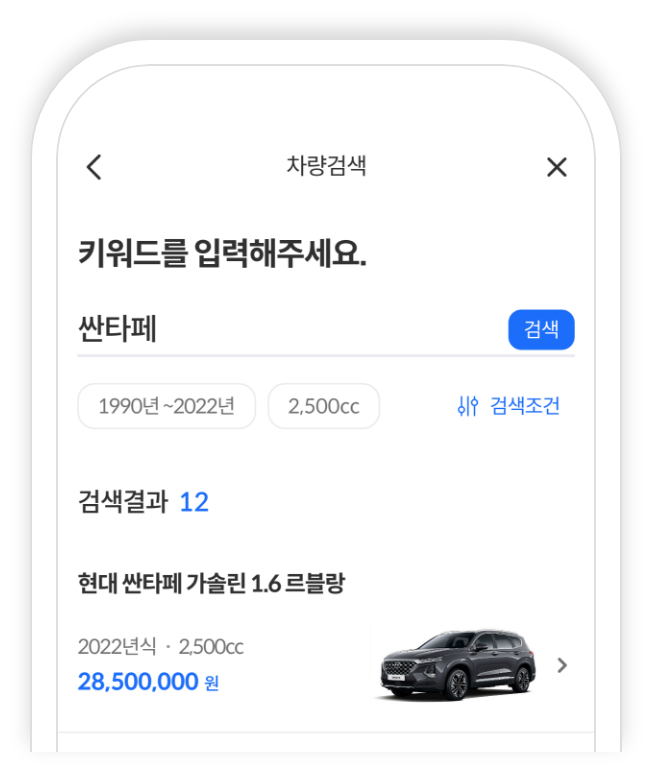 차량검색
키워드를 입력해주세요.
싼타페
검색
1990년 ~2022년
2,500cc
검색조건
검색결과 12
현대 싼타페 가솔린 1.6 르블랑
2022년식 · 2,500cc
28,500,000 원